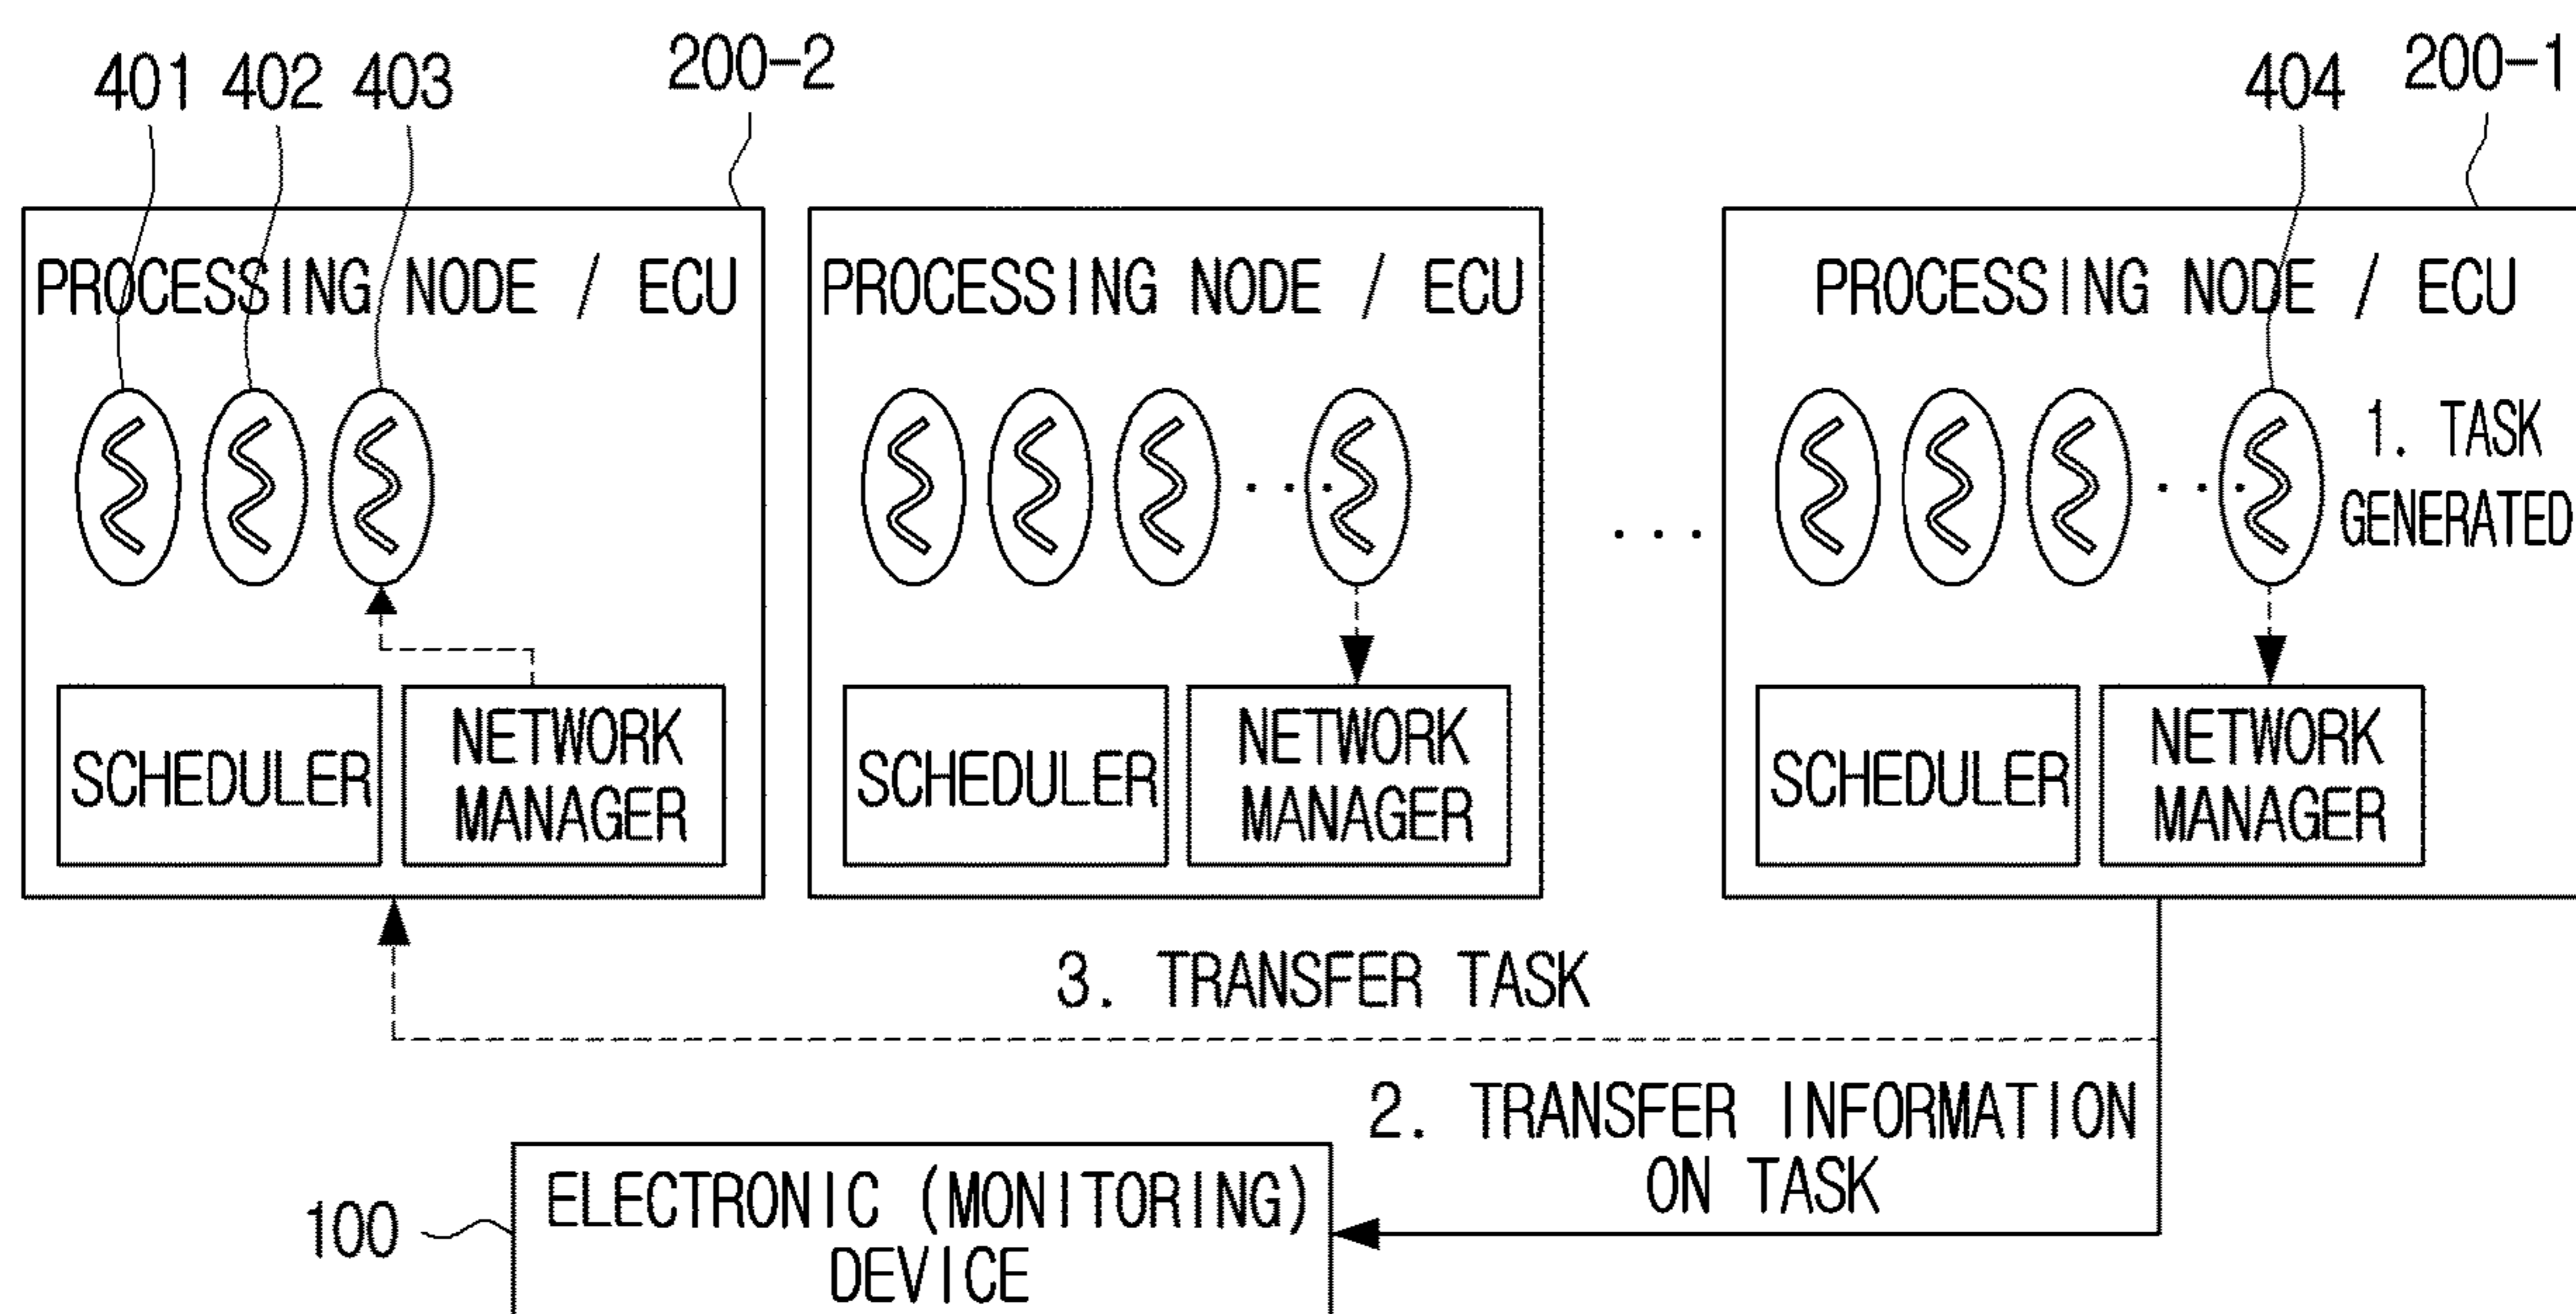 401 402 403 200-2 404 200-1
PROCESSING NODE / ECU
PROCESSING NODE / ECU
PROCESSING NODE / ECU
1. TASK
GENERATED
SCHEDULER
NETWORK
MANAGER
SCHEDULER
NETWORK
MANAGER
SCHEDULER
NETWORK
MANAGER
3. TRANSFER TASK
2. TRANSFER INFORMATION
ON TASK
100
ELECTRONIC (MONITORING)
DEVICE